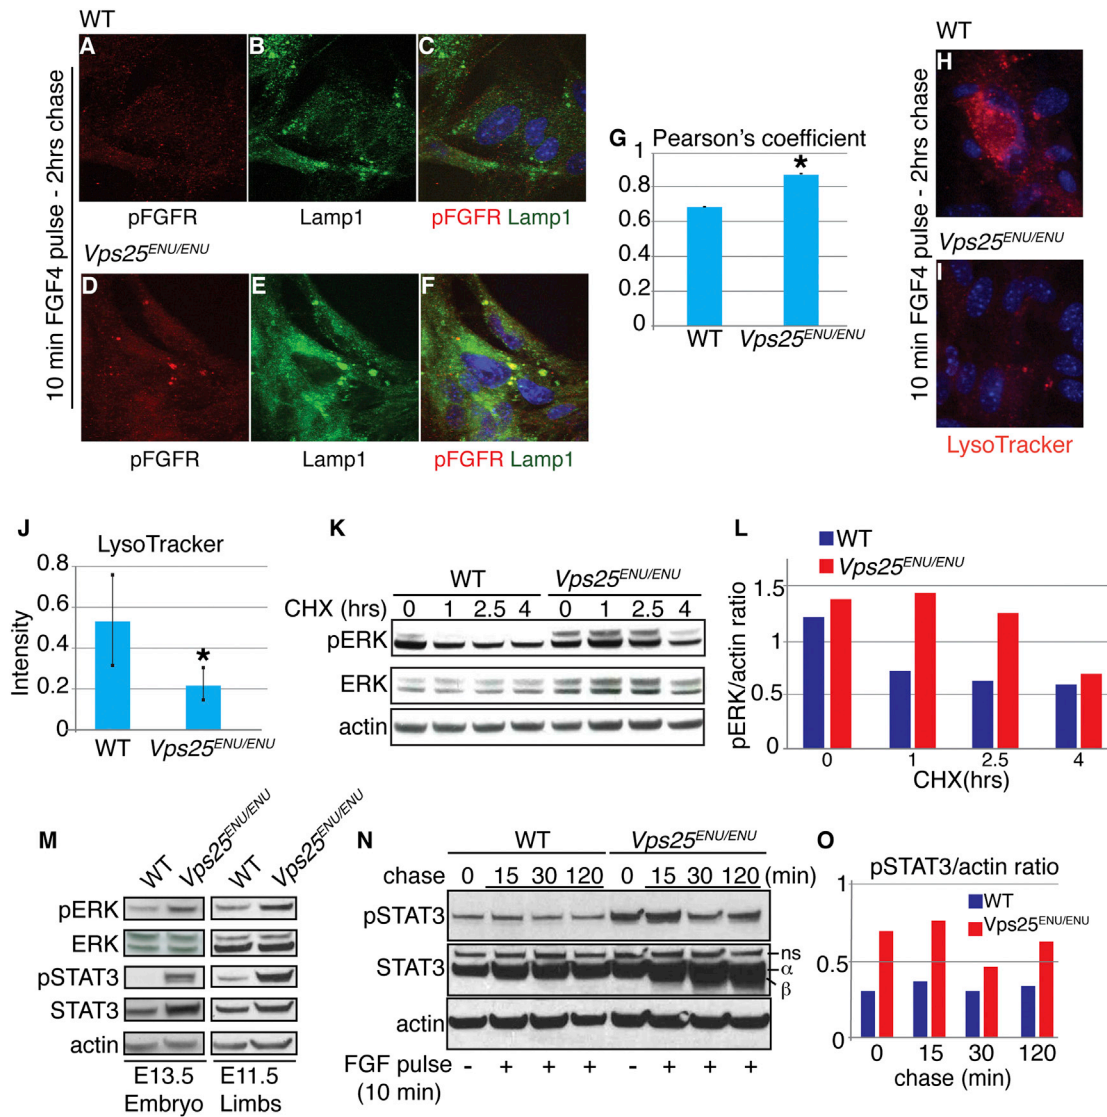 WT
A
B
C
10 min FGF4 pulse - 2hrs chase
pFGFR
Lamp1
pFGFR Lamp1
Vps25ENU/ENU
D
E
F
pFGFR
Lamp1
pFGFR Lamp1
G Pearson's coefficient
1
0.8
0.6
0.4
0.2
0
*
WT Vps25ENU/ENU
WT
H
10 min FGF4 pulse - 2hrs chase
Vps25ENU/ENU
I
LysoTracker
J
LysoTracker
Intensity
0.8
0.6
0.4
0.2
0
*
WT Vps25ENU/ENU
K
WT Vps25ENU/ENU
CHX (hrs) 0 1 2.5 4 0 1 2.5 4
pERK
ERK
actin
L
WT
Vps25ENU/ENU
pERK/actin ratio
1.5
1
0.5
0
0 1 2.5 4
CHX(hrs)
M
WT Vps25ENU/ENU WT Vps25ENU/ENU
pERK
ERK
pSTAT3
STAT3
actin
E13.5 E11.5
Embryo Limbs
N
WT Vps25ENU/ENU
chase 0 15 30 120 0 15 30 120 (min)
pSTAT3
STAT3
ns
α
β
actin
FGF pulse - + + + - + + +
(10 min)
O
pSTAT3/actin ratio
WT
Vps25ENU/ENU
1
0.5
0
0 15 30 120
chase (min)